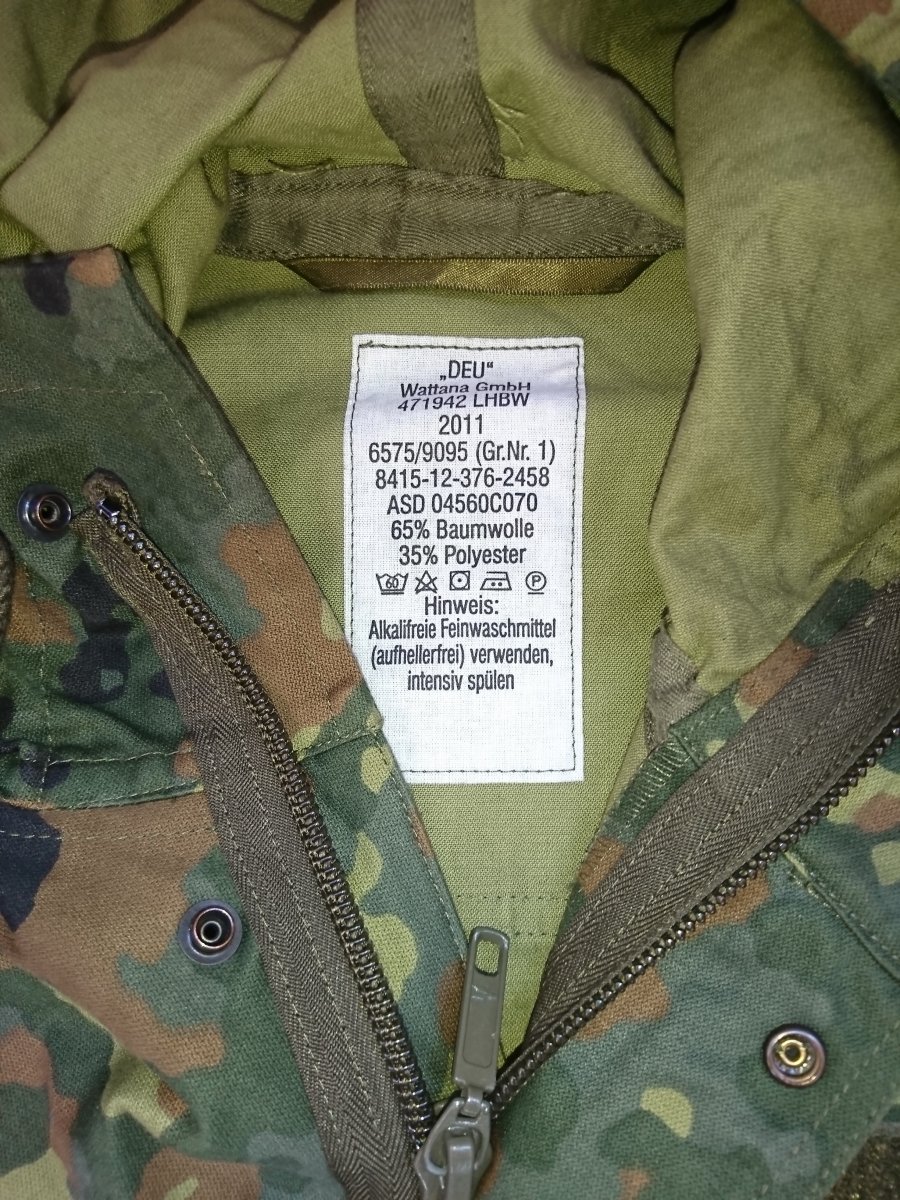 „DEU“
Wattana GmbH
471942 LHBW
2011
6575/9095 (Gr.Nr. 1)
8415-12-376-2458
ASD 04560C070
65% Baumwolle
35% Polyester
60 P
Hinweis:
Alkalifreie Feinwaschmittel
(aufhellerfrei) verwenden,
intensiv spülen